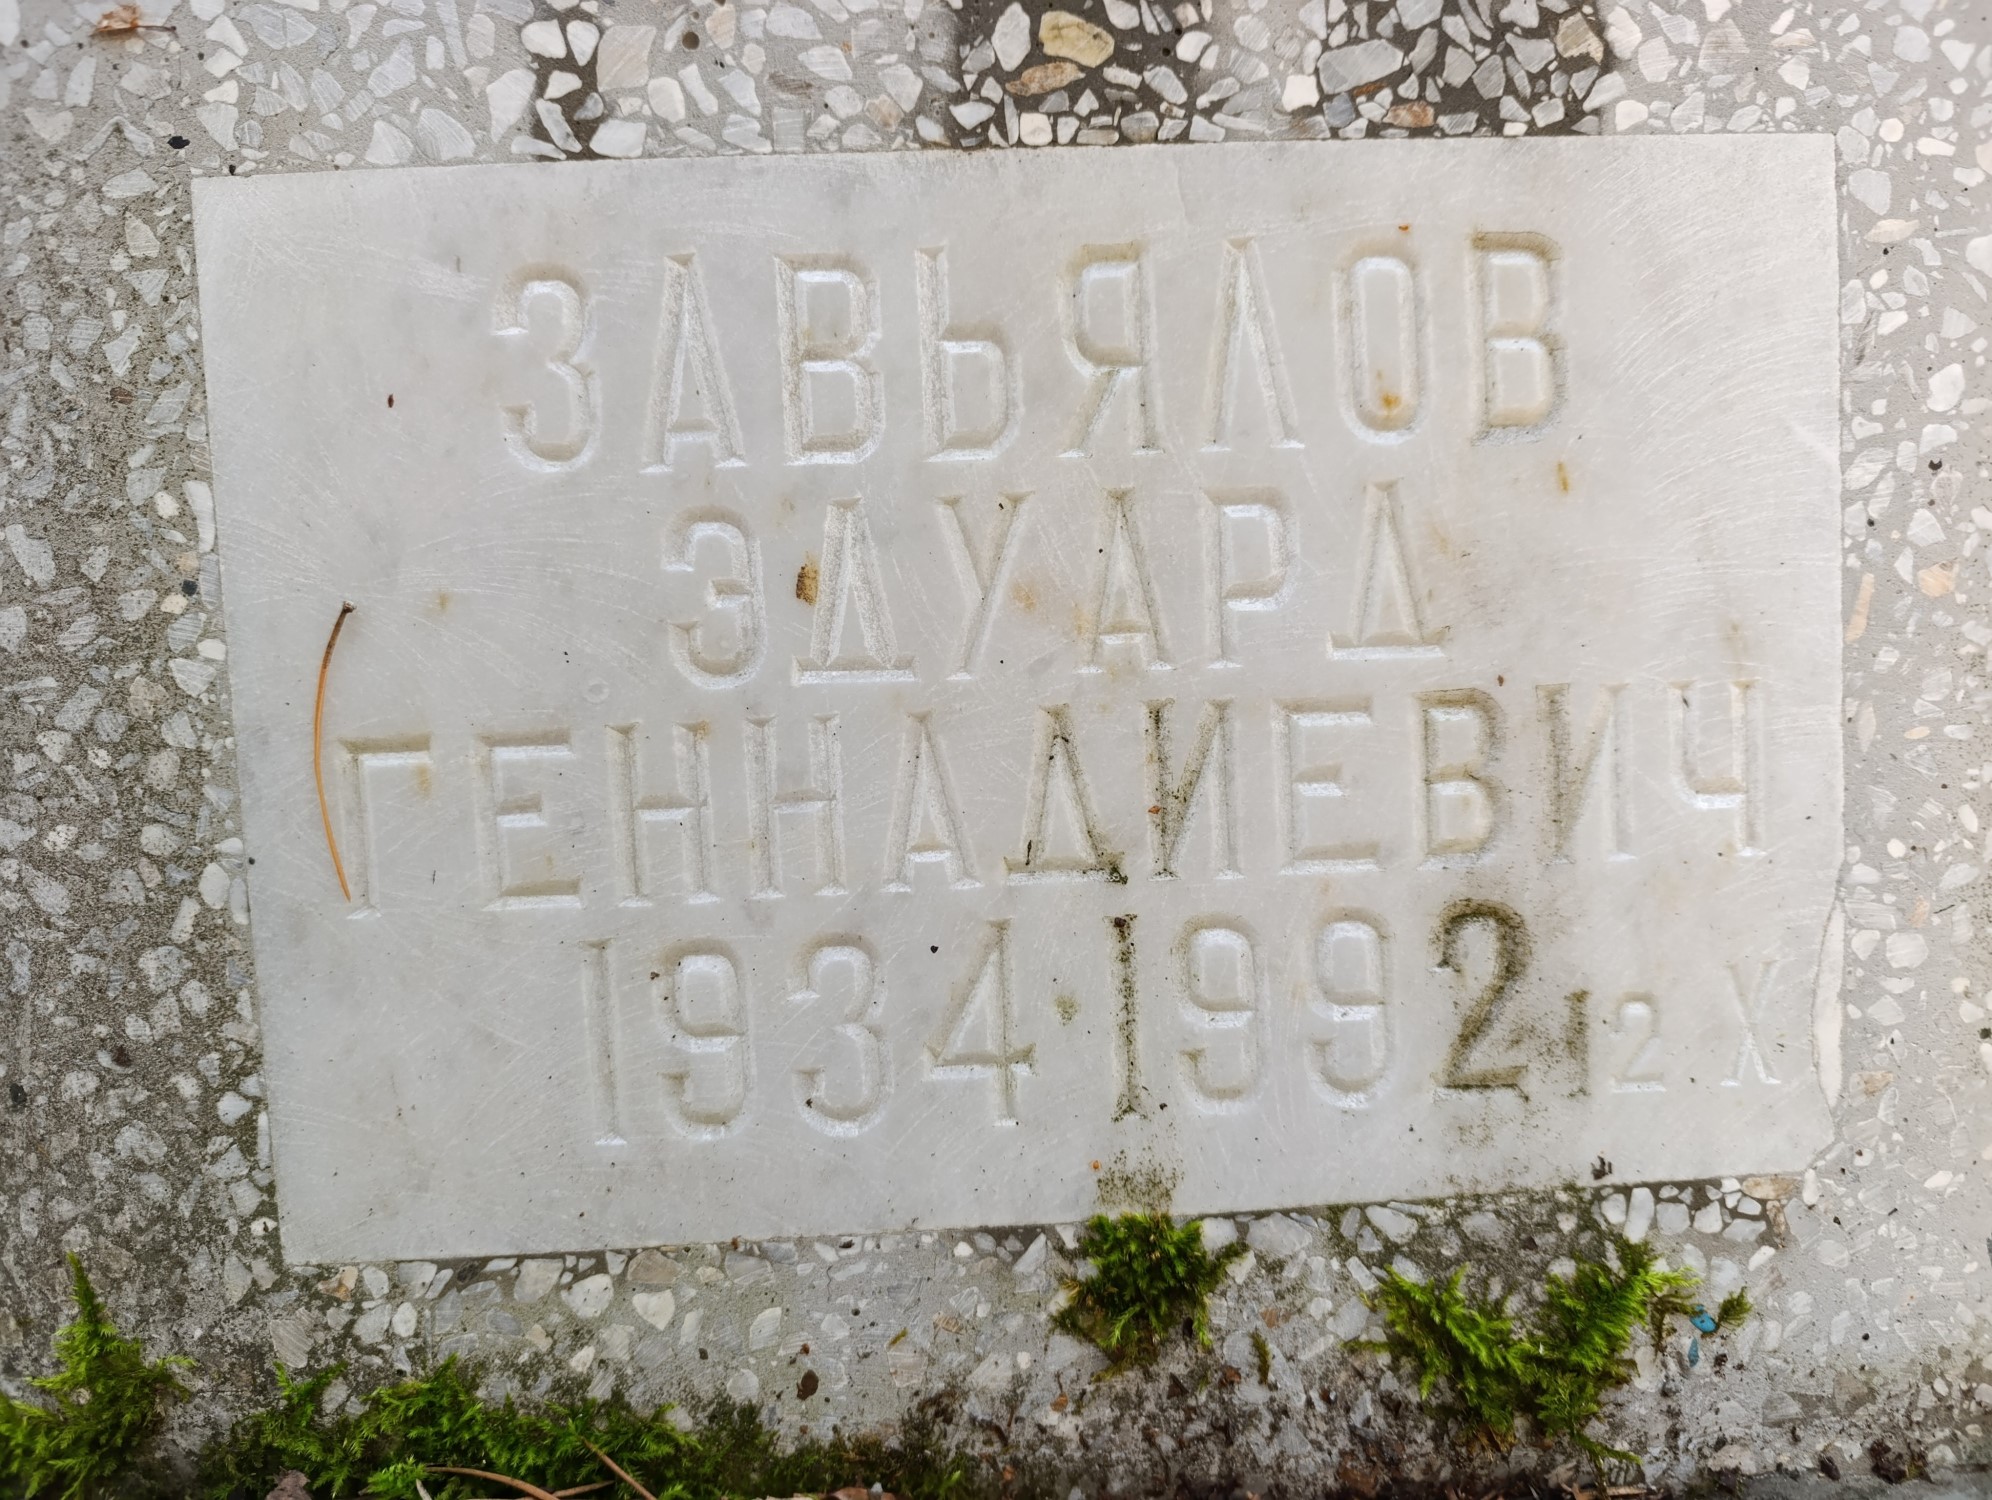 ЗАВЬЯЛОВ
ЭДУАРД
ГЕННАДИЕВИЧ
1934·1992 12 X